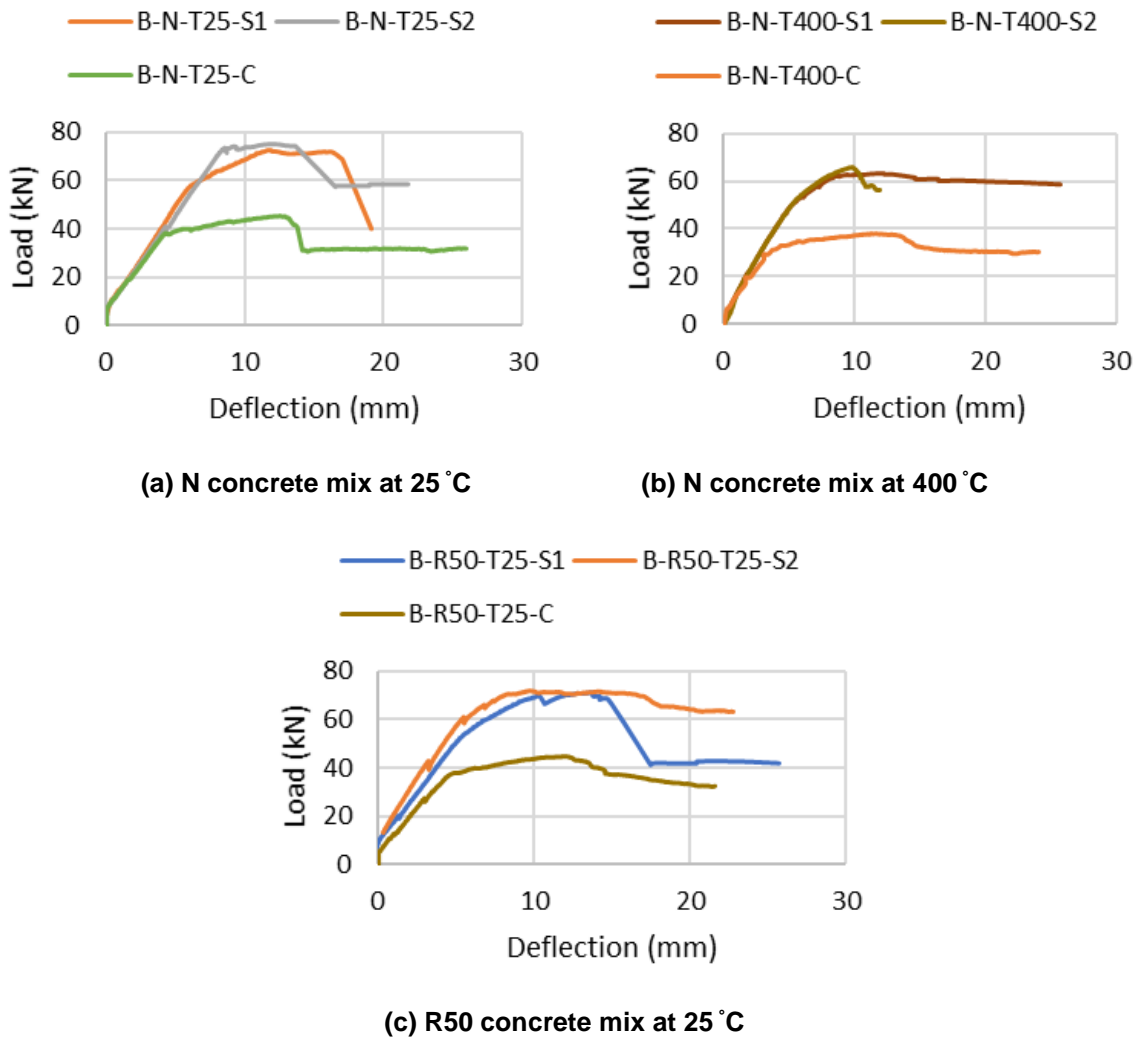 B-N-T25-S1 B-N-T25-S2
B-N-T25-C
80
60
40
20
0
Load (kN)
0 10 20 30
Deflection (mm)
(a) N concrete mix at 25 °C
B-N-T400-S1 B-N-T400-S2
B-N-T400-C
80
60
40
20
0
Load (kN)
0 10 20 30
Deflection (mm)
(b) N concrete mix at 400 °C
B-R50-T25-S1 B-R50-T25-S2
B-R50-T25-C
80
60
40
20
0
Load (kN)
0 10 20 30
Deflection (mm)
(c) R50 concrete mix at 25 °C